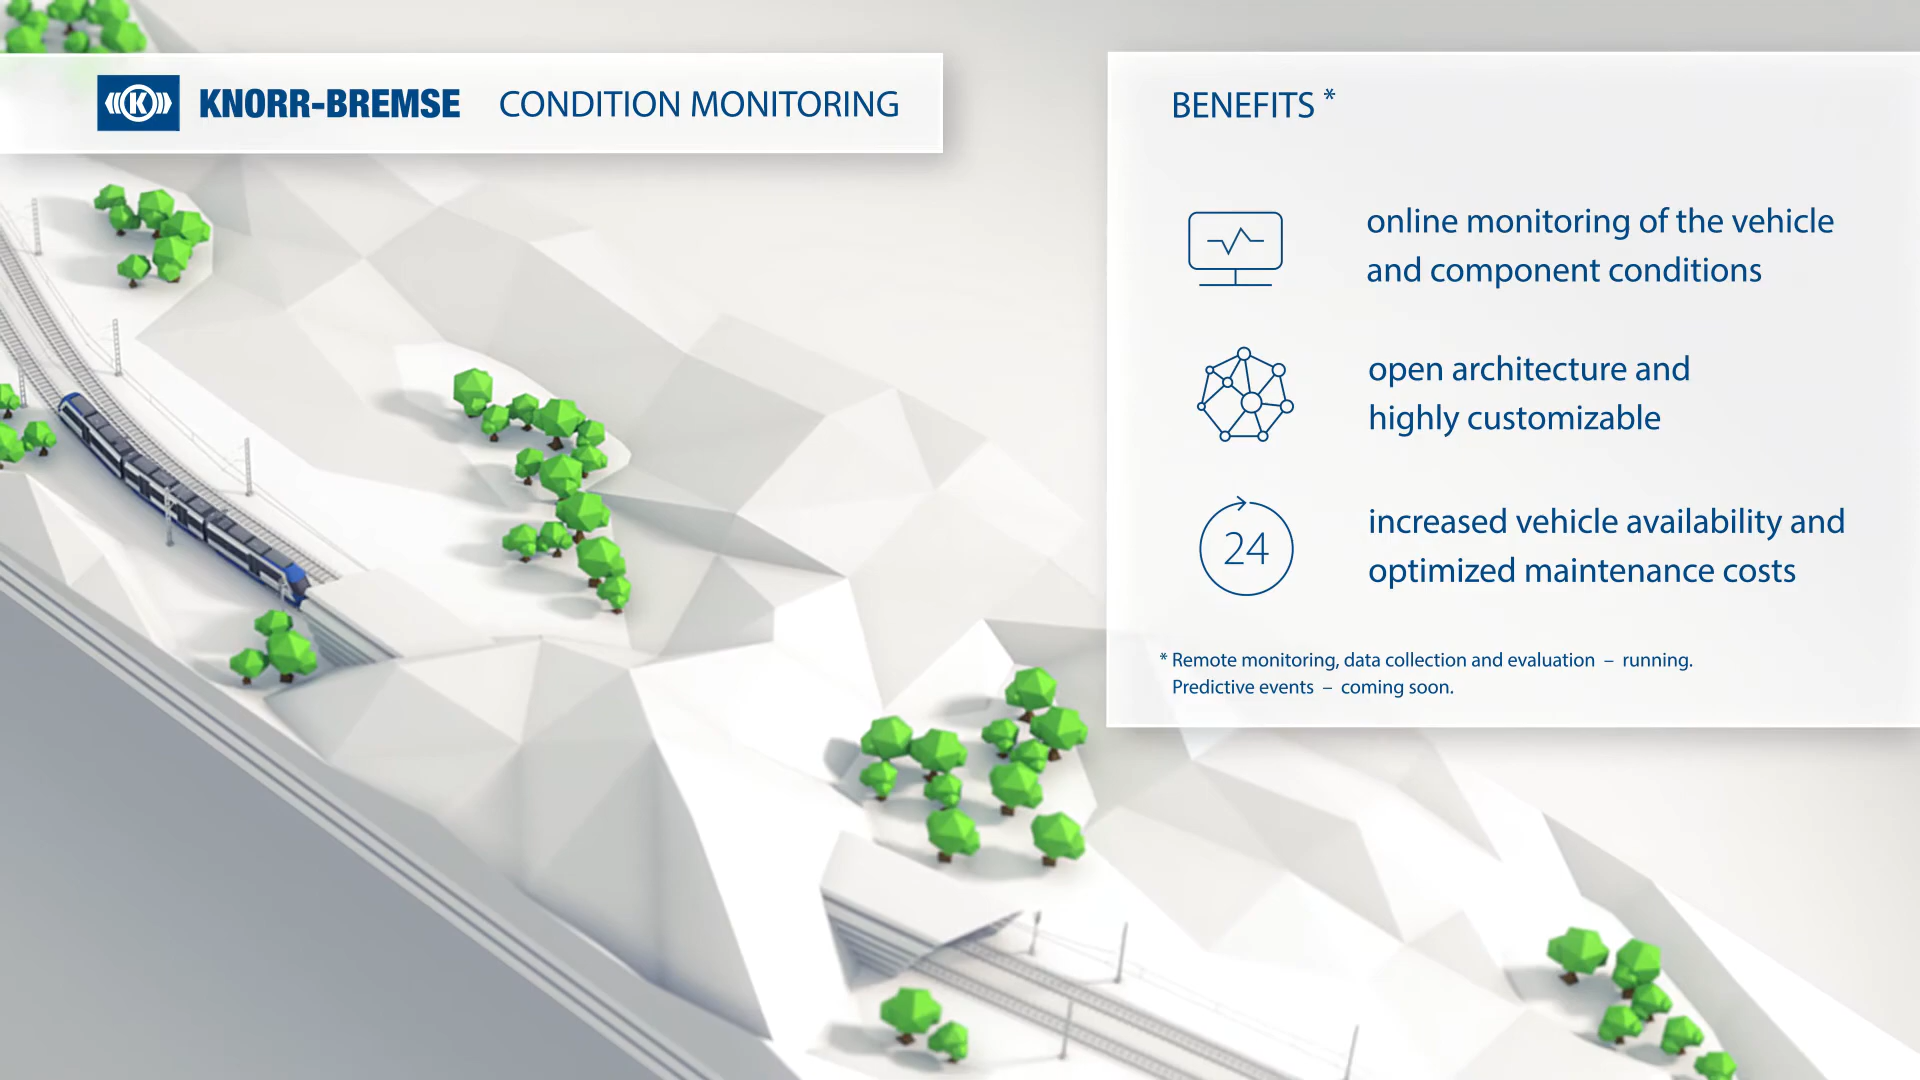 KNORR-BREMSE CONDITION MONITORING
BENEFITS *
online monitoring of the vehicle
and component conditions
open architecture and
highly customizable
24
increased vehicle availability and
optimized maintenance costs
* Remote monitoring, data collection and evaluation – running.
Predictive events – coming soon.